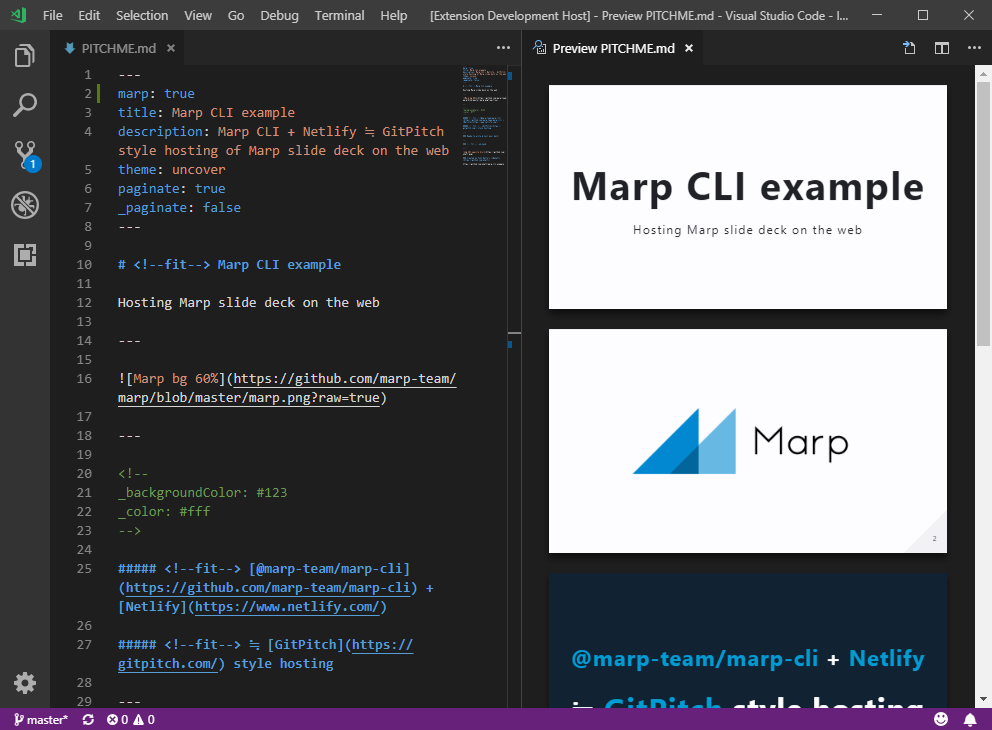 File Edit Selection View Go Debug Terminal Help [Extension Development Host] - Preview PITCHME.md - Visual Studio Code - I...
PITCHME.md
1 ---
2 marp: true
3 title: Marp CLI example
4 description: Marp CLI + Netlify ≒ GitPitch
style hosting of Marp slide deck on the web
5 theme: uncover
6 paginate: true
7 _paginate: false
8 ---
9
10 # <!--fit--> Marp CLI example
11
12 Hosting Marp slide deck on the web
13
14 ---
15
16 ![Marp bg 60%](https://github.com/marp-team/
marp/blob/master/marp.png?raw=true)
17
18 ---
19
20 <!--
21 _backgroundColor: #123
22 _color: #fff
23 -->
24
25 ##### <!--fit--> [@marp-team/marp-cli]
(https://github.com/marp-team/marp-cli) +
[Netlify](https://www.netlify.com/)
26
27 ##### <!--fit--> ≒ [GitPitch](https://
gitpitch.com/) style hosting
28
29 ---
Preview PITCHME.md
Marp CLI example
Hosting Marp slide deck on the web
Marp
2
@marp-team/marp-cli + Netlify
≒ GitPitch style hosting
1
master* 0 0